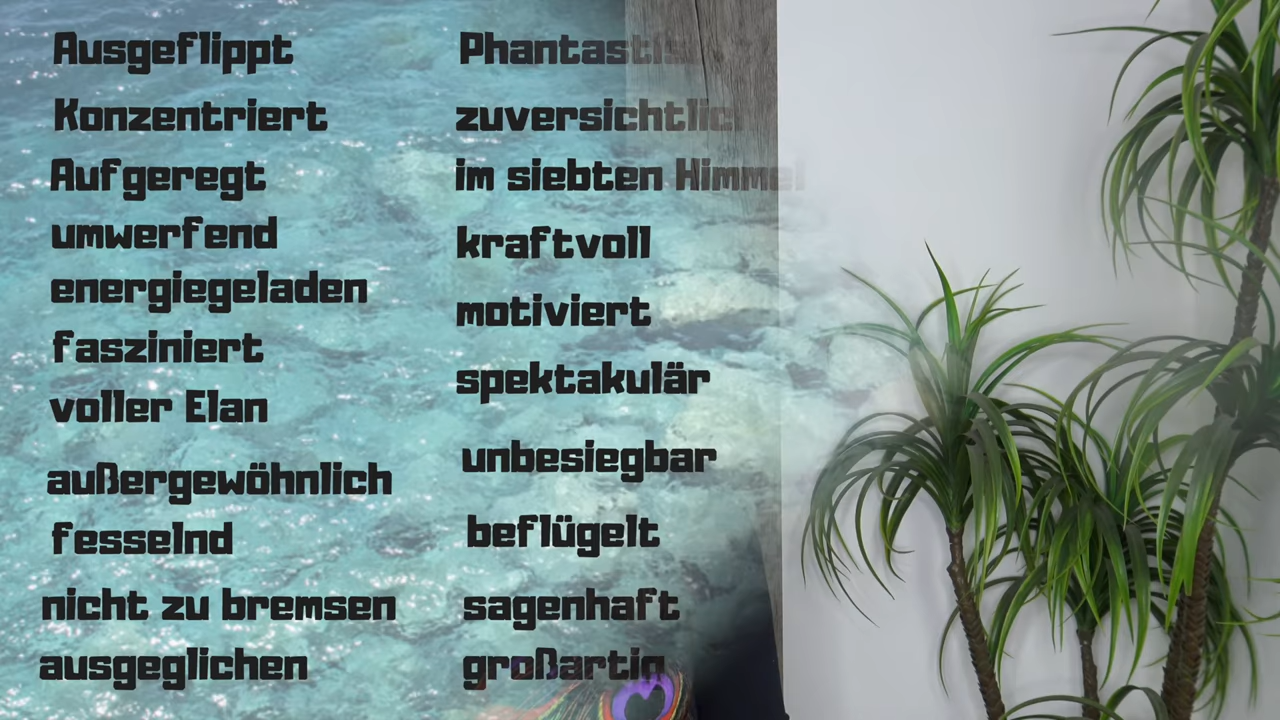 Ausgeflippt
Konzentriert
Aufgeregt
umwerfend
energiegeladen
fasziniert
voller Elan
außergewöhnlich
fesselnd
nicht zu bremsen
ausgeglichen
zuversichtlich
im siebten Himmel
kraftvoll
motiviert
spektakulär
unbesiegbar
beflügelt
sagenhaft
großartig